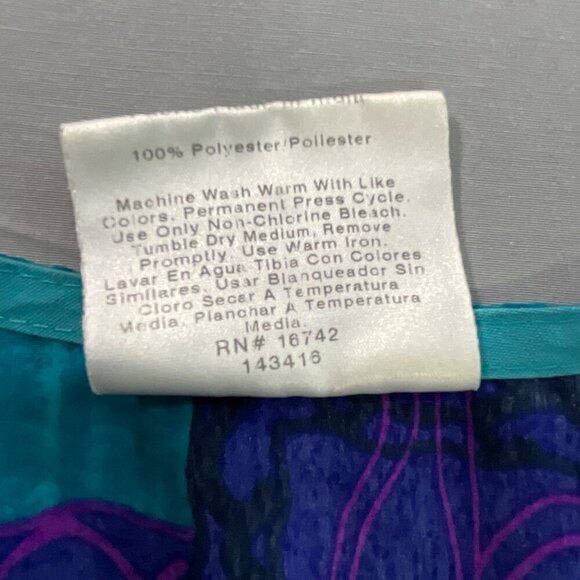 100% Polyester/Poliester
Machine Wash Warm With Like
Colors. Permanent Press Cycle.
Use Only Non-Chlorine Bleach.
Tumble Dry Medium, Remove
Promptly. Use Warm Iron.
Lavar En Agua Tibia Con Colores
Similares. Usar Blanqueador Sin
Cloro Secar A Temperatura
Media. Planchar A Temperatura
Media.
RN# 16742
143416